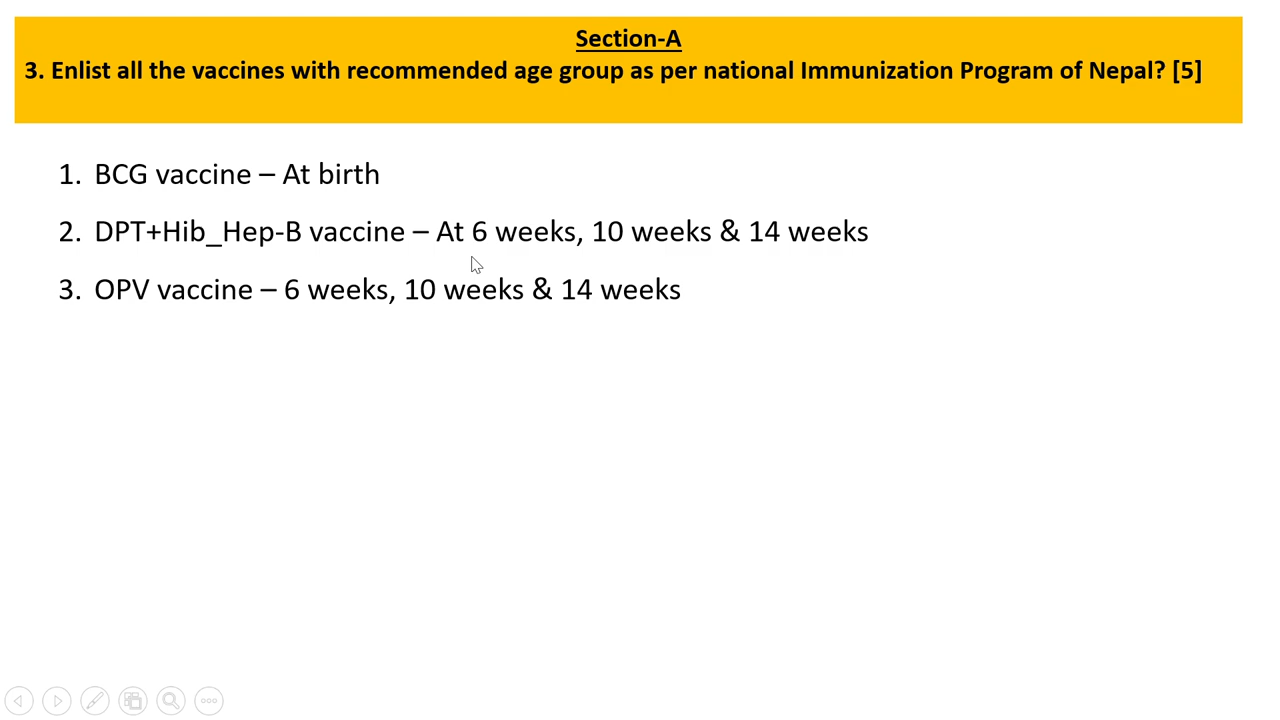 Section-A
3. Enlist all the vaccines with recommended age group as per national Immunization Program of Nepal? [5]
1. BCG vaccine – At birth
2. DPT+Hib_Hep-B vaccine – At 6 weeks, 10 weeks & 14 weeks
3. OPV vaccine – 6 weeks, 10 weeks & 14 weeks